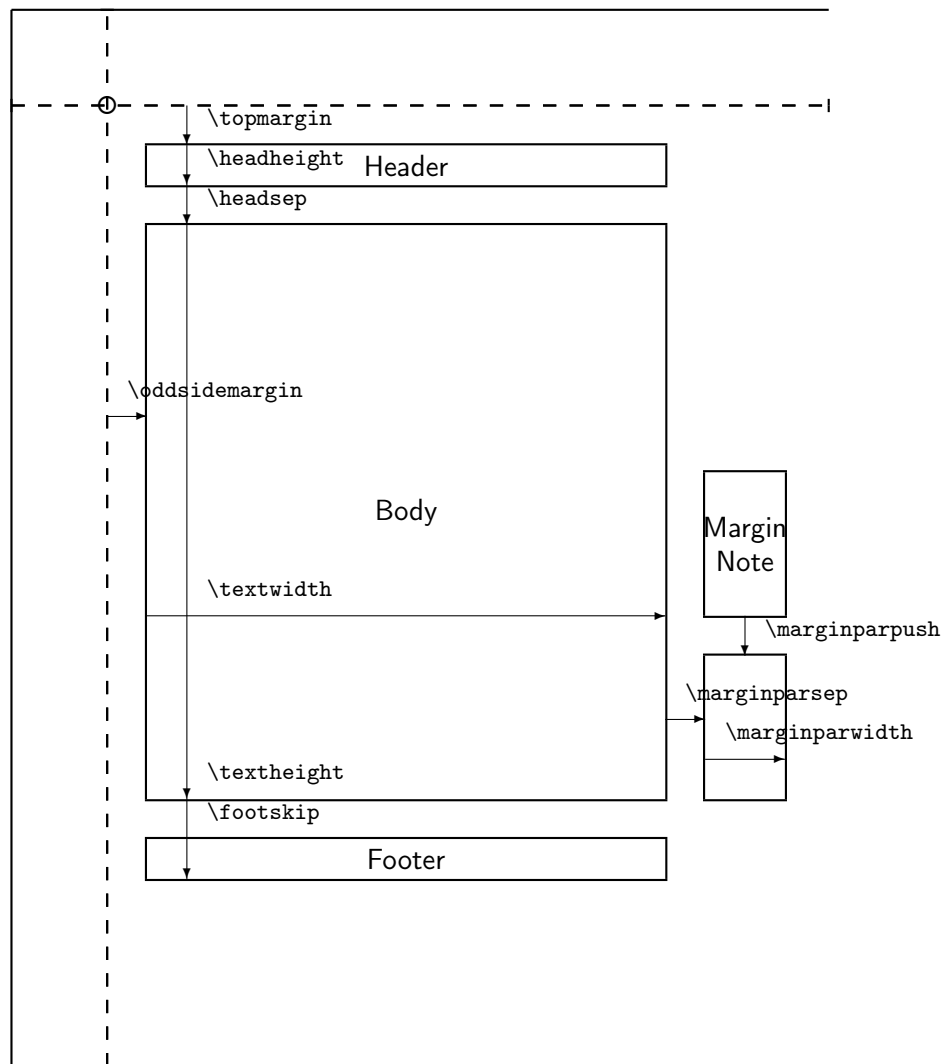 \topmargin
\headheight
Header
\headsep
\oddsidemargin
Body
Margin
Note
\textwidth
\marginparpush
\marginparsep
\marginparwidth
\textheight
\footskip
Footer